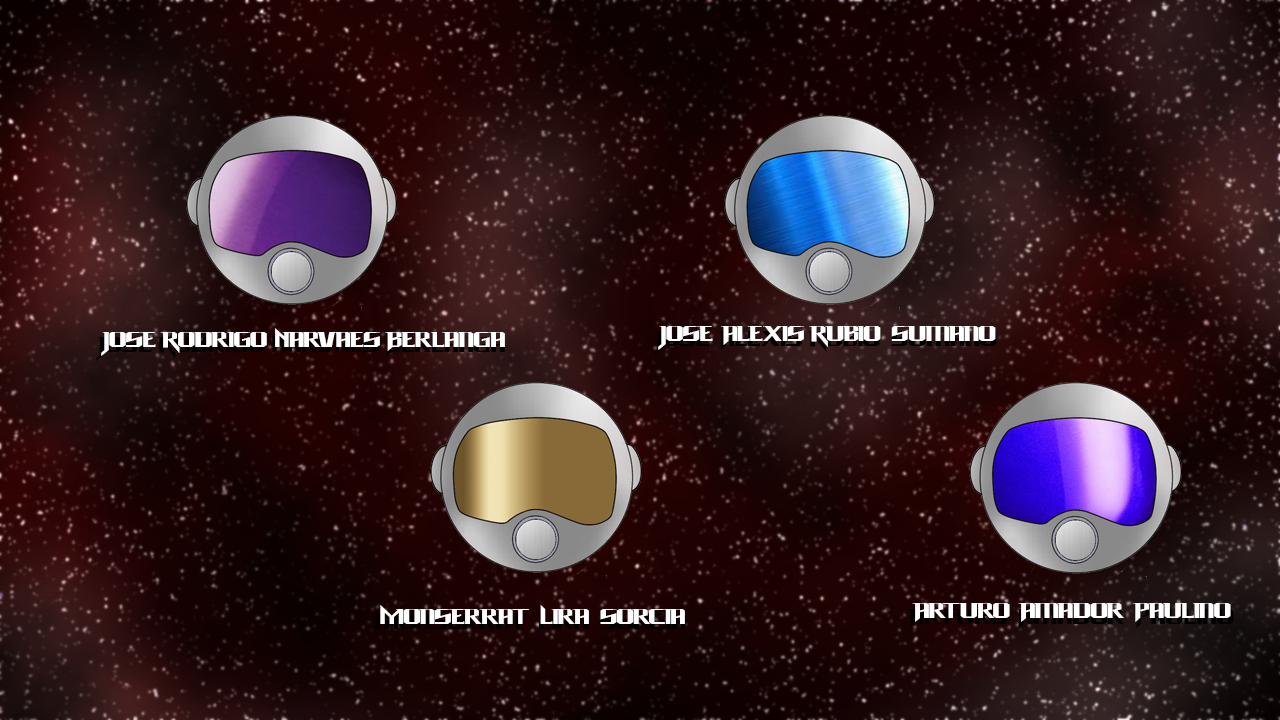 JOSE RODRIGO NARVAES BERLANGA
JOSE ALEXIS RUBIO SUMANO
MONSERRAT LIRA SORCIA
ARTURO AMADOR PAULINO